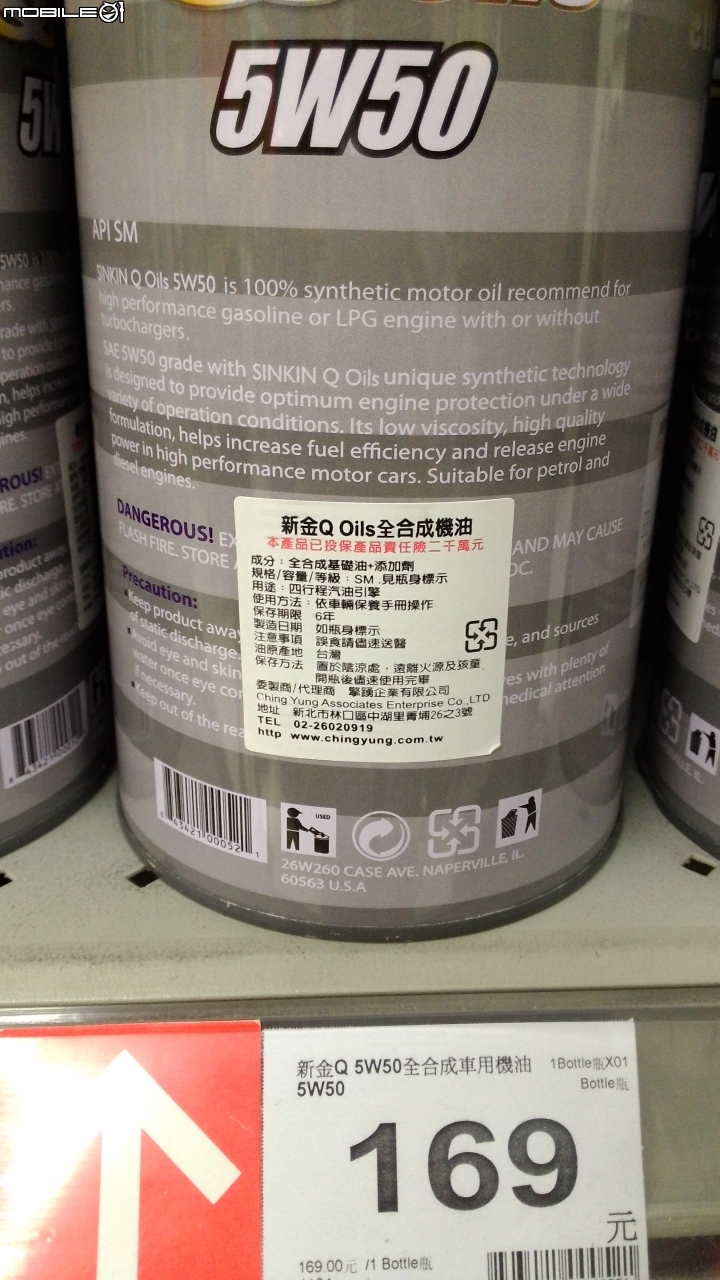 MOBILE01
5W50
API SM
SINKIN Q Oils 5W50 is 100% synthetic motor oil recommend for
high performance gasoline or LPG engine with or without
turbochargers.
SAE 5W50 grade with SINKIN Q Oils unique synthetic technology
is designed to provide optimum engine protection under a wide
variety of operation conditions. Its low viscosity, high quality
formulation, helps increase fuel efficiency and release engine
power in high performance motor cars. Suitable for petrol and
diesel engines.
DANGEROUS! AND MAY CAUSE
FLASH FIRE. STORE
Precaution:
Keep product away e, and sources
of static discharge
Avoid eye and skin es with plenty of
water once eye medical attention
if necessary.
Keep out of the
新金Q Oils全合成機油
本產品已投保產品責任險二千萬元
成分：全合成基礎油+添加劑
規格/容量/等級：SM 見瓶身標示
用途：四行程汽油引擎
使用方法：依車輛保養手冊操作
保存期限 6年
製造日期 如瓶身標示
注意事項 誤食請儘速送醫
油原產地 台灣
保存方法 置於陰涼處，遠離火源及孩童
開瓶後儘速使用完畢
委製商/代理商 擎踴企業有限公司
Ching Yung Associates Enterprise Co.,LTD
地址 新北市林口區中湖里菁埔26之3號
TEL 02-26020919
http www.chingyung.com.tw
8 43421 00052 1
USED
26W260 CASE AVE. NAPERVILLE, IL.
60563 U.S.A
新金Q 5W50全合成車用機油 1Bottle瓶X01
5W50 Bottle瓶
169
元
169.00元 /1 Bottle瓶